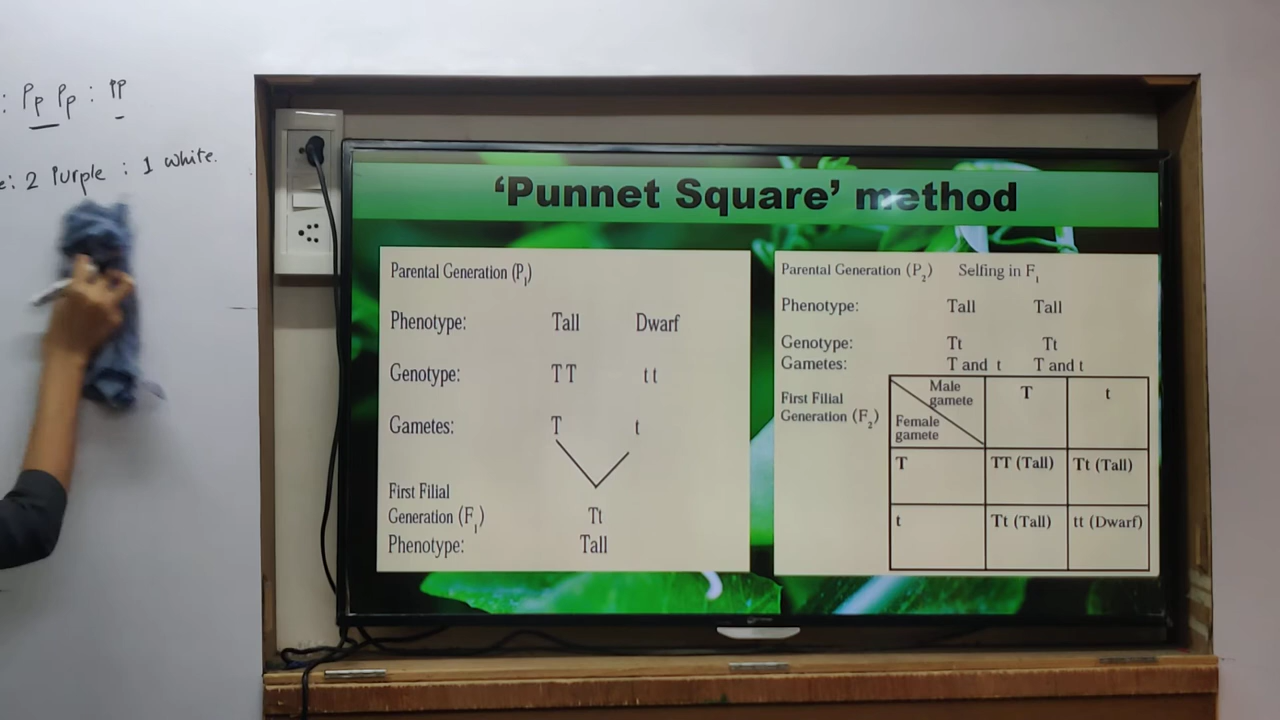 : Pp Pp : pp
e: 2 Purple : 1 white.
‘Punnet Square’ method
Parental Generation (P₁)
Phenotype: Tall Dwarf
Genotype: TT tt
Gametes: T t
First Filial
Generation (F₁) Tt
Phenotype: Tall
Parental Generation (P₂) Selfing in F₁
Phenotype: Tall Tall
Genotype: Tt Tt
Gametes: T and t T and t
First Filial
Generation (F₂)
Male
gamete
Female
gamete
T t
T TT (Tall) Tt (Tall)
t Tt (Tall) tt (Dwarf)